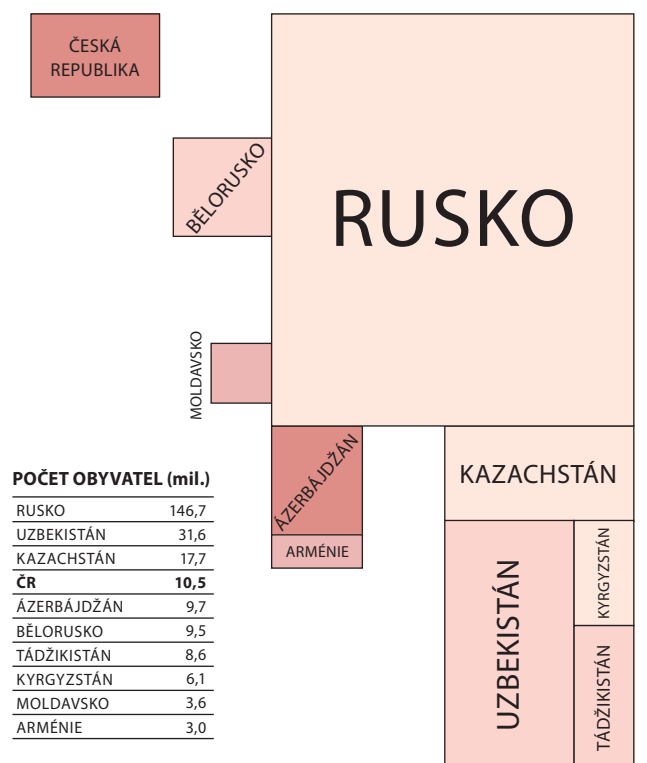 ČESKÁ
REPUBLIKA
BĚLORUSKO
RUSKO
MOLDAVSKO
ÁZERBÁJDŽÁN
ARMÉNIE
KAZACHSTÁN
UZBEKISTÁN
KYRGYZSTÁN
TÁDŽIKISTÁN
POČET OBYVATEL (mil.)
RUSKO 146,7
UZBEKISTÁN 31,6
KAZACHSTÁN 17,7
ČR 10,5
ÁZERBÁJDŽÁN 9,7
BĚLORUSKO 9,5
TÁDŽIKISTÁN 8,6
KYRGYZSTÁN 6,1
MOLDAVSKO 3,6
ARMÉNIE 3,0